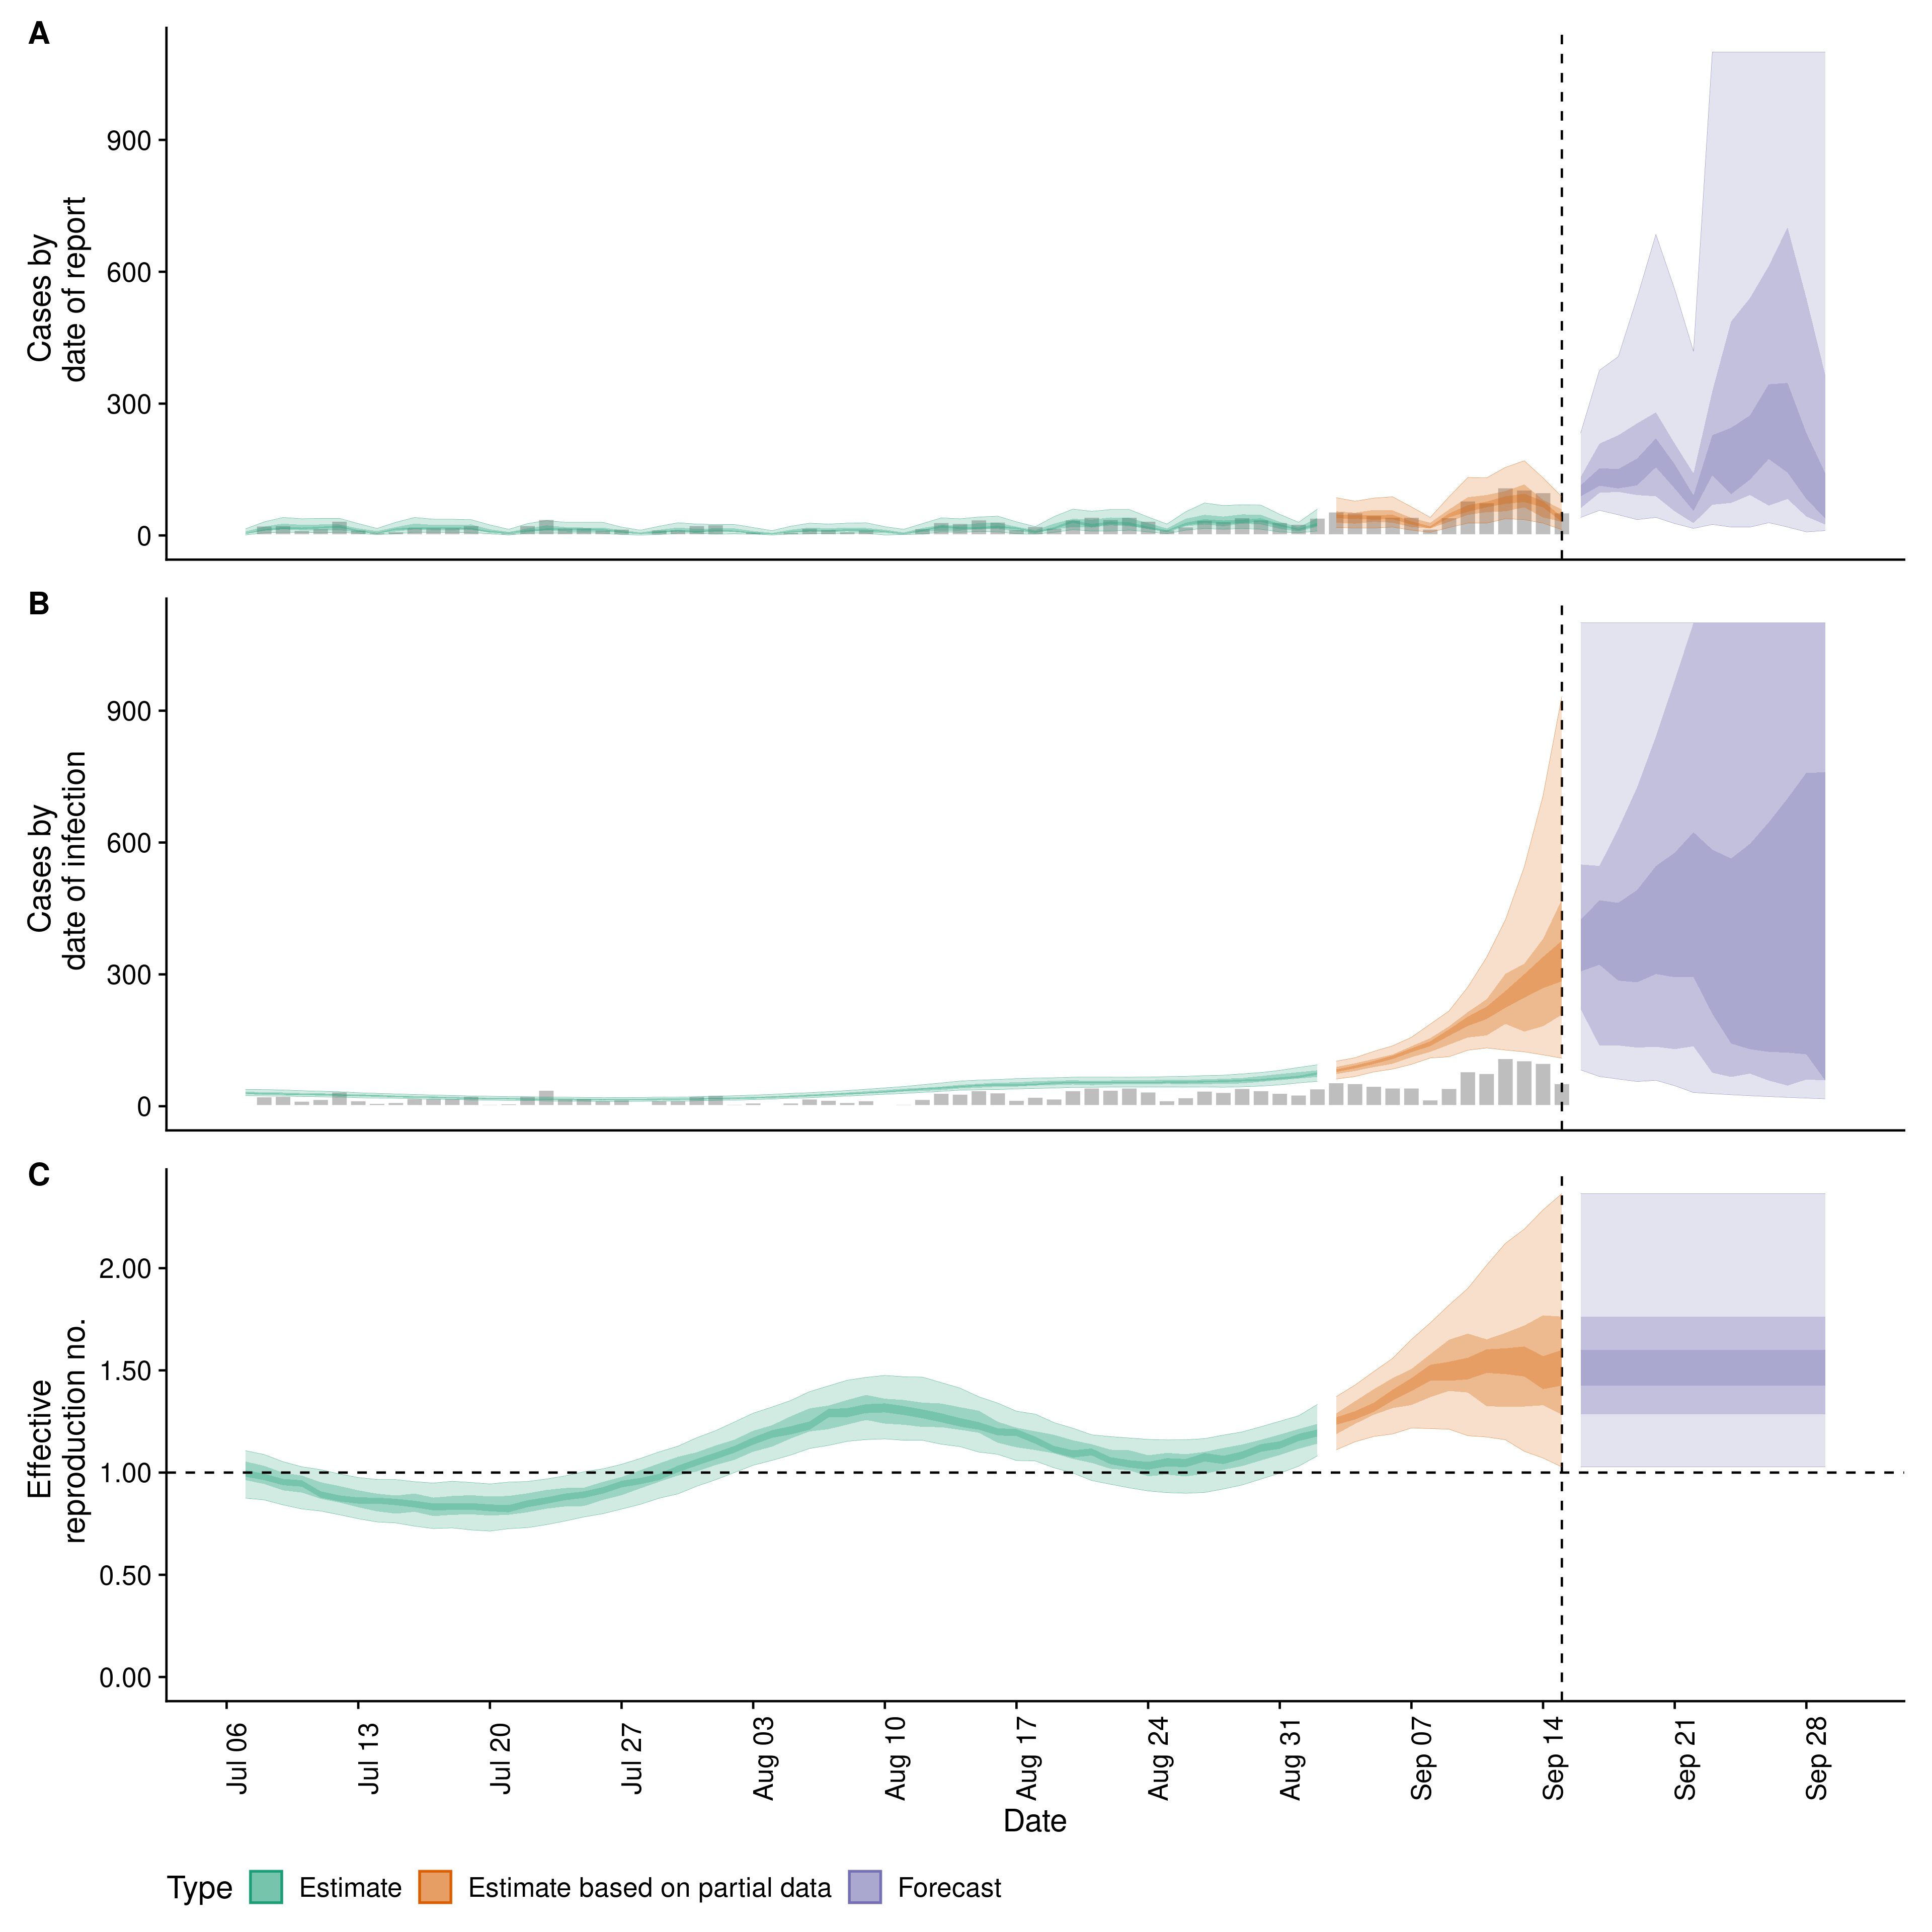 A
Cases by
date of report
900
600
300
0
B
Cases by
date of infection
900
600
300
0
C
Effective
reproduction no.
2.00
1.50
1.00
0.50
0.00
Jul 06
Jul 13
Jul 20
Jul 27
Aug 03
Aug 10
Aug 17
Aug 24
Aug 31
Sep 07
Sep 14
Sep 21
Sep 28
Date
Type Estimate Estimate based on partial data Forecast